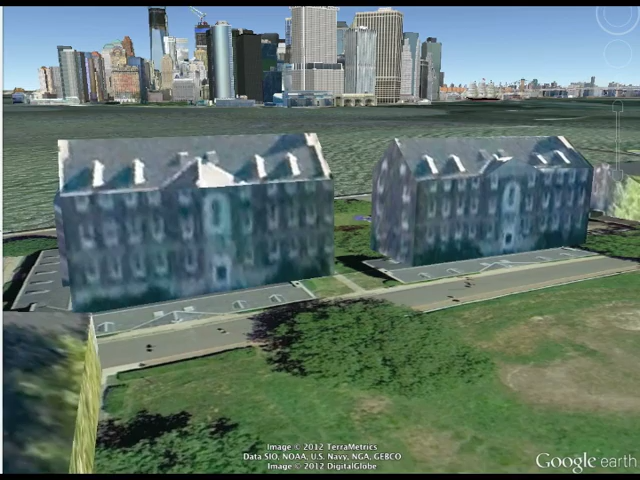 Image © 2012 TerraMetrics
Data SIO, NOAA, U.S. Navy, NGA, GEBCO
Image © 2012 DigitalGlobe
Google earth